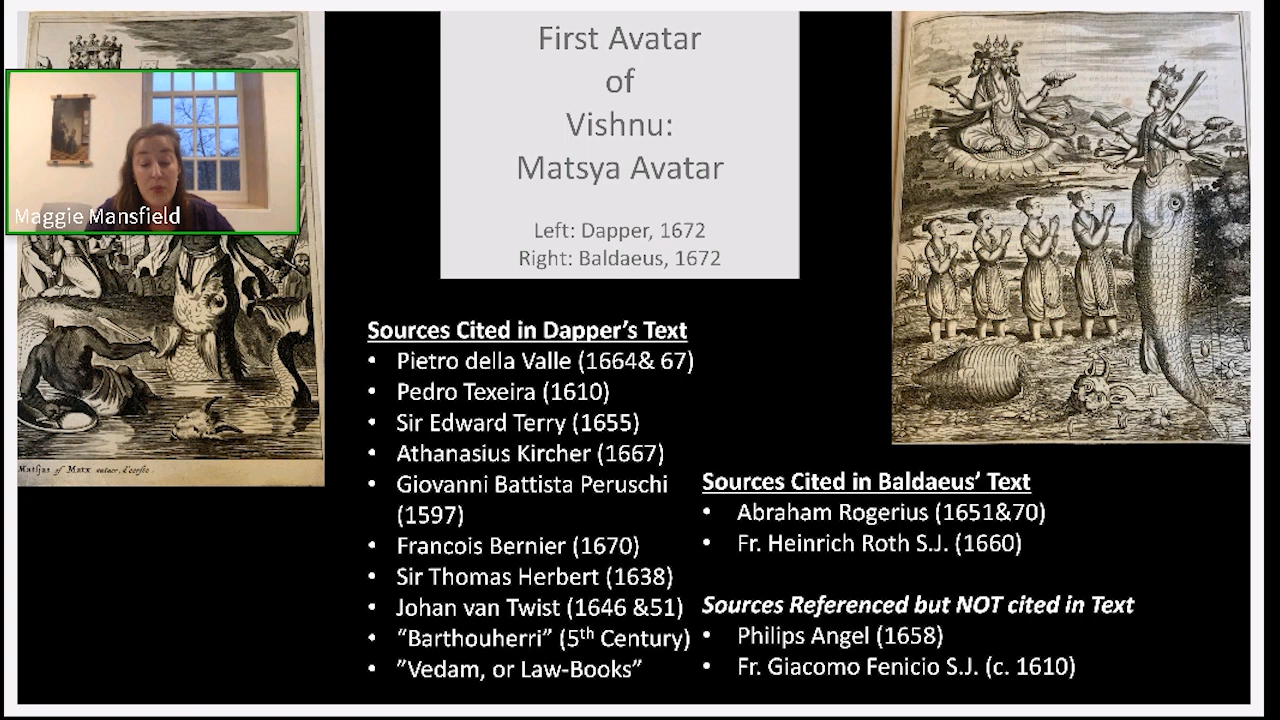 Maggie Mansfield
First Avatar
of
Vishnu:
Matsya Avatar
Left: Dapper, 1672
Right: Baldaeus, 1672
Sources Cited in Dapper's Text
• Pietro della Valle (1664& 67)
• Pedro Texeira (1610)
• Sir Edward Terry (1655)
• Athanasius Kircher (1667)
• Giovanni Battista Peruschi
(1597)
• Francois Bernier (1670)
• Sir Thomas Herbert (1638)
• Johan van Twist (1646 &51)
• “Barthouherri” (5th Century)
• ”Vedam, or Law-Books”
Sources Cited in Baldaeus’ Text
• Abraham Rogerius (1651&70)
• Fr. Heinrich Roth S.J. (1660)
Sources Referenced but NOT cited in Text
• Philips Angel (1658)
• Fr. Giacomo Fenicio S.J. (c. 1610)